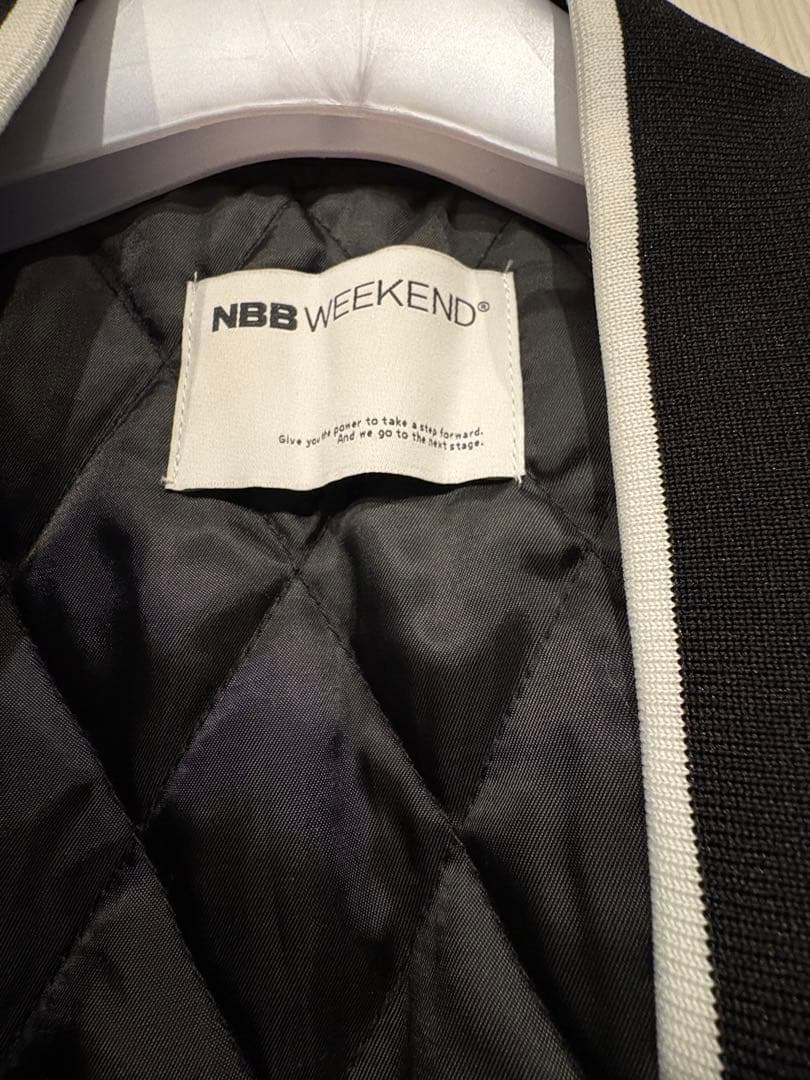 NBB WEEKEND®
Give you the power to take a step forward.
And we go to the next stage.